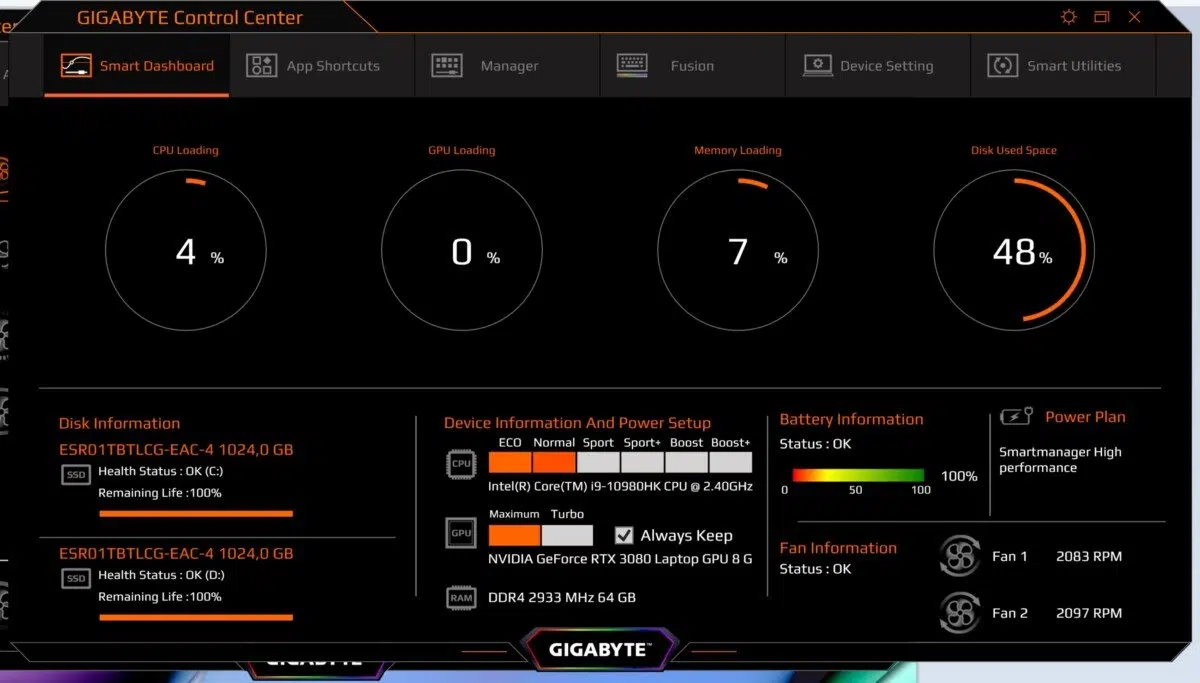 GIGABYTE Control Center
Smart Dashboard
App Shortcuts
Manager
Fusion
Device Setting
Smart Utilities
CPU Loading
GPU Loading
Memory Loading
Disk Used Space
4 %
0 %
7 %
48 %
Disk Information
ESR01TBTLCG-EAC-4 1024,0 GB
SSD
Health Status : OK (C:)
Remaining Life :100%
ESR01TBTLCG-EAC-4 1024,0 GB
SSD
Health Status : OK (D:)
Remaining Life :100%
Device Information And Power Setup
ECO Normal Sport Sport+ Boost Boost+
CPU
Intel(R) Core(TM) i9-10980HK CPU @ 2.40GHz
Maximum Turbo
GPU
Always Keep
NVIDIA GeForce RTX 3080 Laptop GPU 8 G
RAM
DDR4 2933 MHz 64 GB
Battery Information
Status : OK
100%
0 50 100
Power Plan
Smartmanager High
performance
Fan Information
Status : OK
Fan 1 2083 RPM
Fan 2 2097 RPM
GIGABYTE™